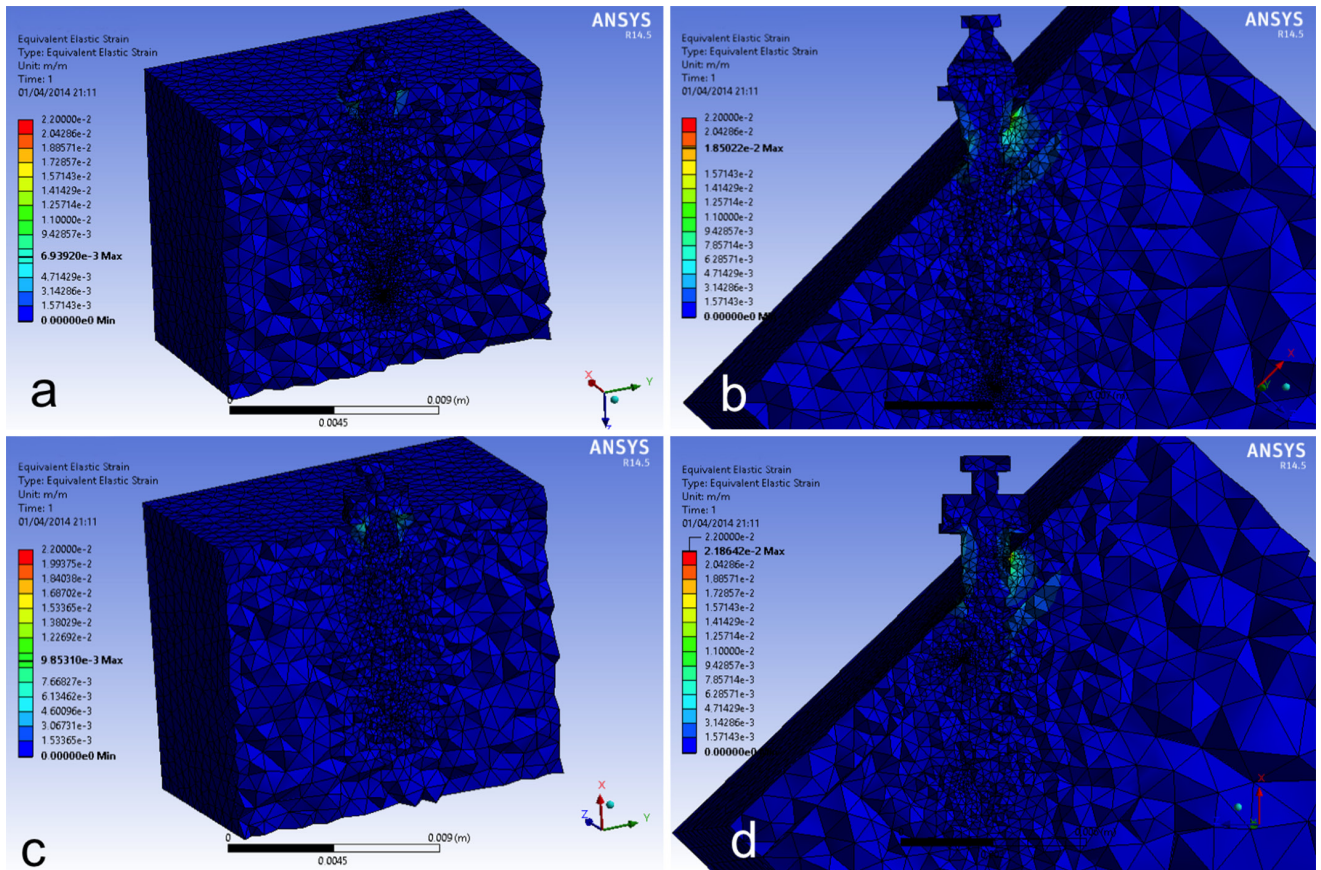 ANSYS
R14.5
Equivalent Elastic Strain
Type: Equivalent Elastic Strain
Unit: m/m
Time: 1
01/04/2014 21:11
2.20000e-2
2.04286e-2
1.88571e-2
1.72857e-2
1.57143e-2
1.41429e-2
1.25714e-2
1.10000e-2
9.42857e-3
6.93920e-3 Max
4.71429e-3
3.14286e-3
1.57143e-3
0.00000e0 Min
a
0
0.009 (m)
0.0045
X
Y
Z
ANSYS
R14.5
Equivalent Elastic Strain
Type: Equivalent Elastic Strain
Unit: m/m
Time: 1
01/04/2014 21:11
2.20000e-2
2.04286e-2
1.85022e-2 Max
1.57143e-2
1.41429e-2
1.25714e-2
1.10000e-2
9.42857e-3
7.85714e-3
6.28571e-3
4.71429e-3
3.14286e-3
1.57143e-3
0.00000e0
b
X
Y
ANSYS
R14.5
Equivalent Elastic Strain
Type: Equivalent Elastic Strain
Unit: m/m
Time: 1
01/04/2014 21:11
2.20000e-2
1.99375e-2
1.84038e-2
1.68702e-2
1.53365e-2
1.38029e-2
1.22692e-2
9.85310e-3 Max
7.66827e-3
6.13462e-3
4.60096e-3
3.06731e-3
1.53365e-3
0.00000e0 Min
c
0
0.009 (m)
0.0045
X
Z
Y
ANSYS
R14.5
Equivalent Elastic Strain
Type: Equivalent Elastic Strain
Unit: m/m
Time: 1
01/04/2014 21:11
2.20000e-2
2.18642e-2 Max
2.04286e-2
1.88571e-2
1.72857e-2
1.57143e-2
1.41429e-2
1.25714e-2
1.10000e-2
9.42857e-3
7.85714e-3
6.28571e-3
4.71429e-3
3.14286e-3
1.57143e-3
0.00000e0
d
X
Y